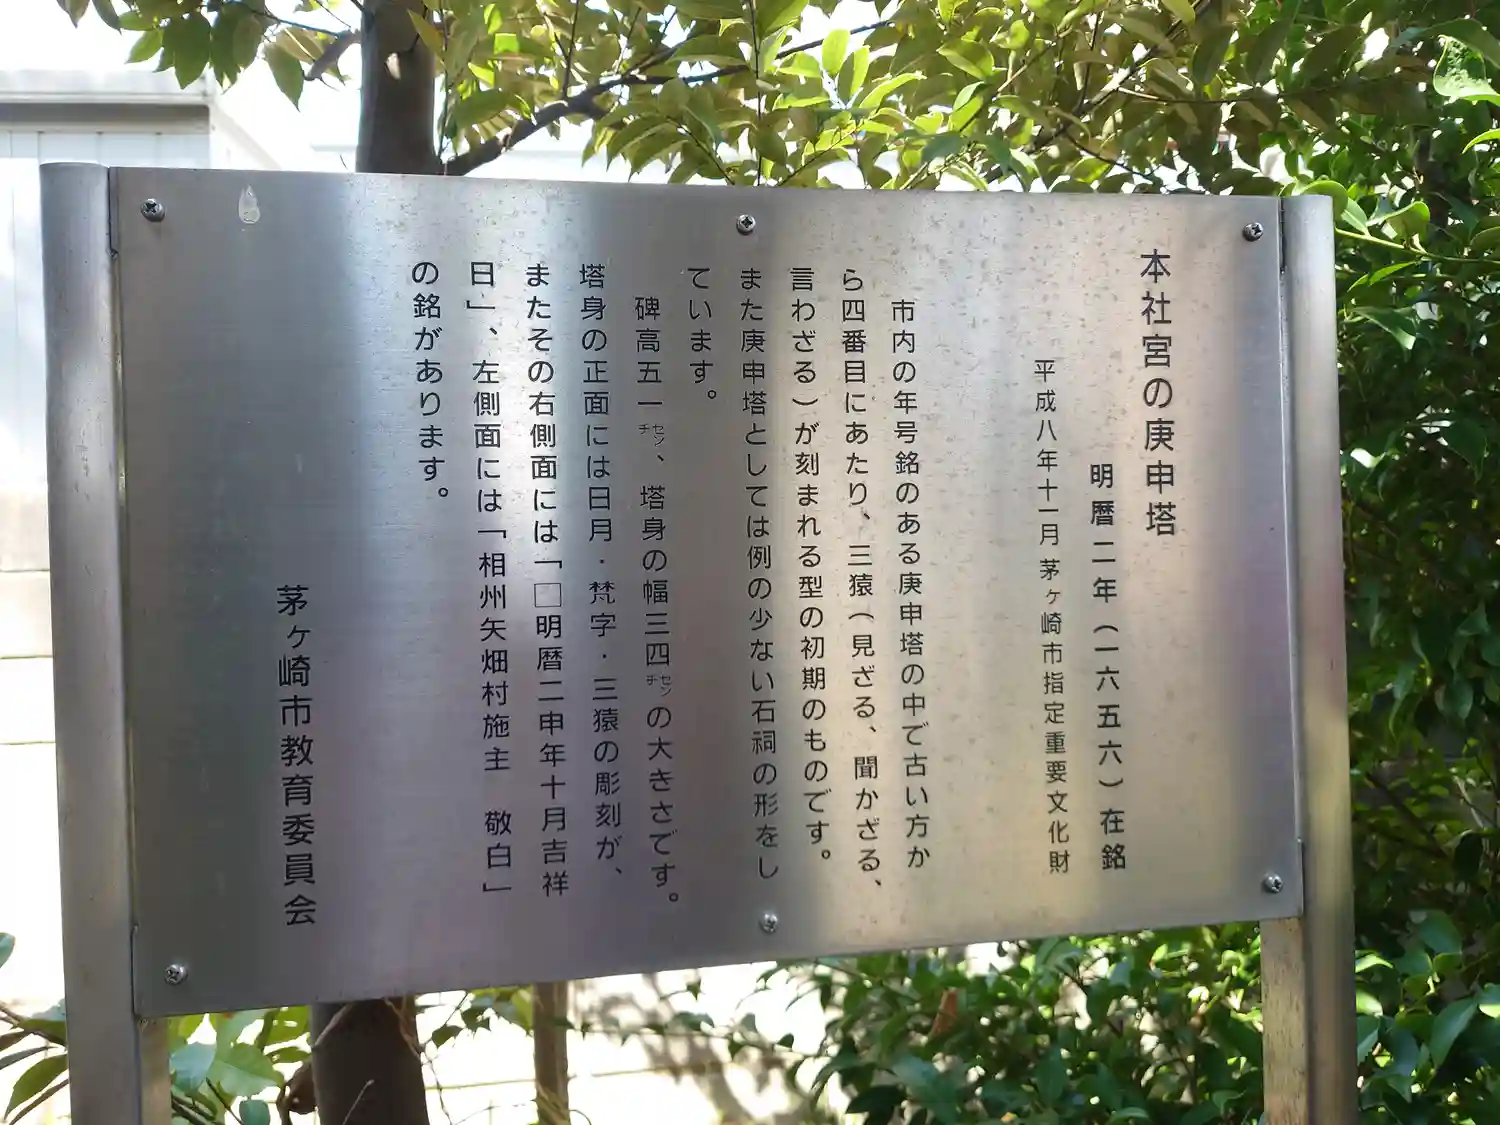 本社宮の庚申塔
明暦二年(一六五六)在銘
平成八年十一月 茅ヶ崎市指定重要文化財
市内の年号銘のある庚申塔の中で古い方か
ら四番目にあたり、三猿(見ざる、聞かざる、
言わざる)が刻まれる型の初期のものです。
また庚申塔としては例の少ない石祠の形をし
ています。
碑高五一センチ、塔身の幅三四センチの大きさです。
塔身の正面には日月・梵字・三猿の彫刻が、
またその右側面には「□明暦二申年十月吉祥
日」、左側面には「相州矢畑村施主 敬白」
の銘があります。
茅ヶ崎市教育委員会